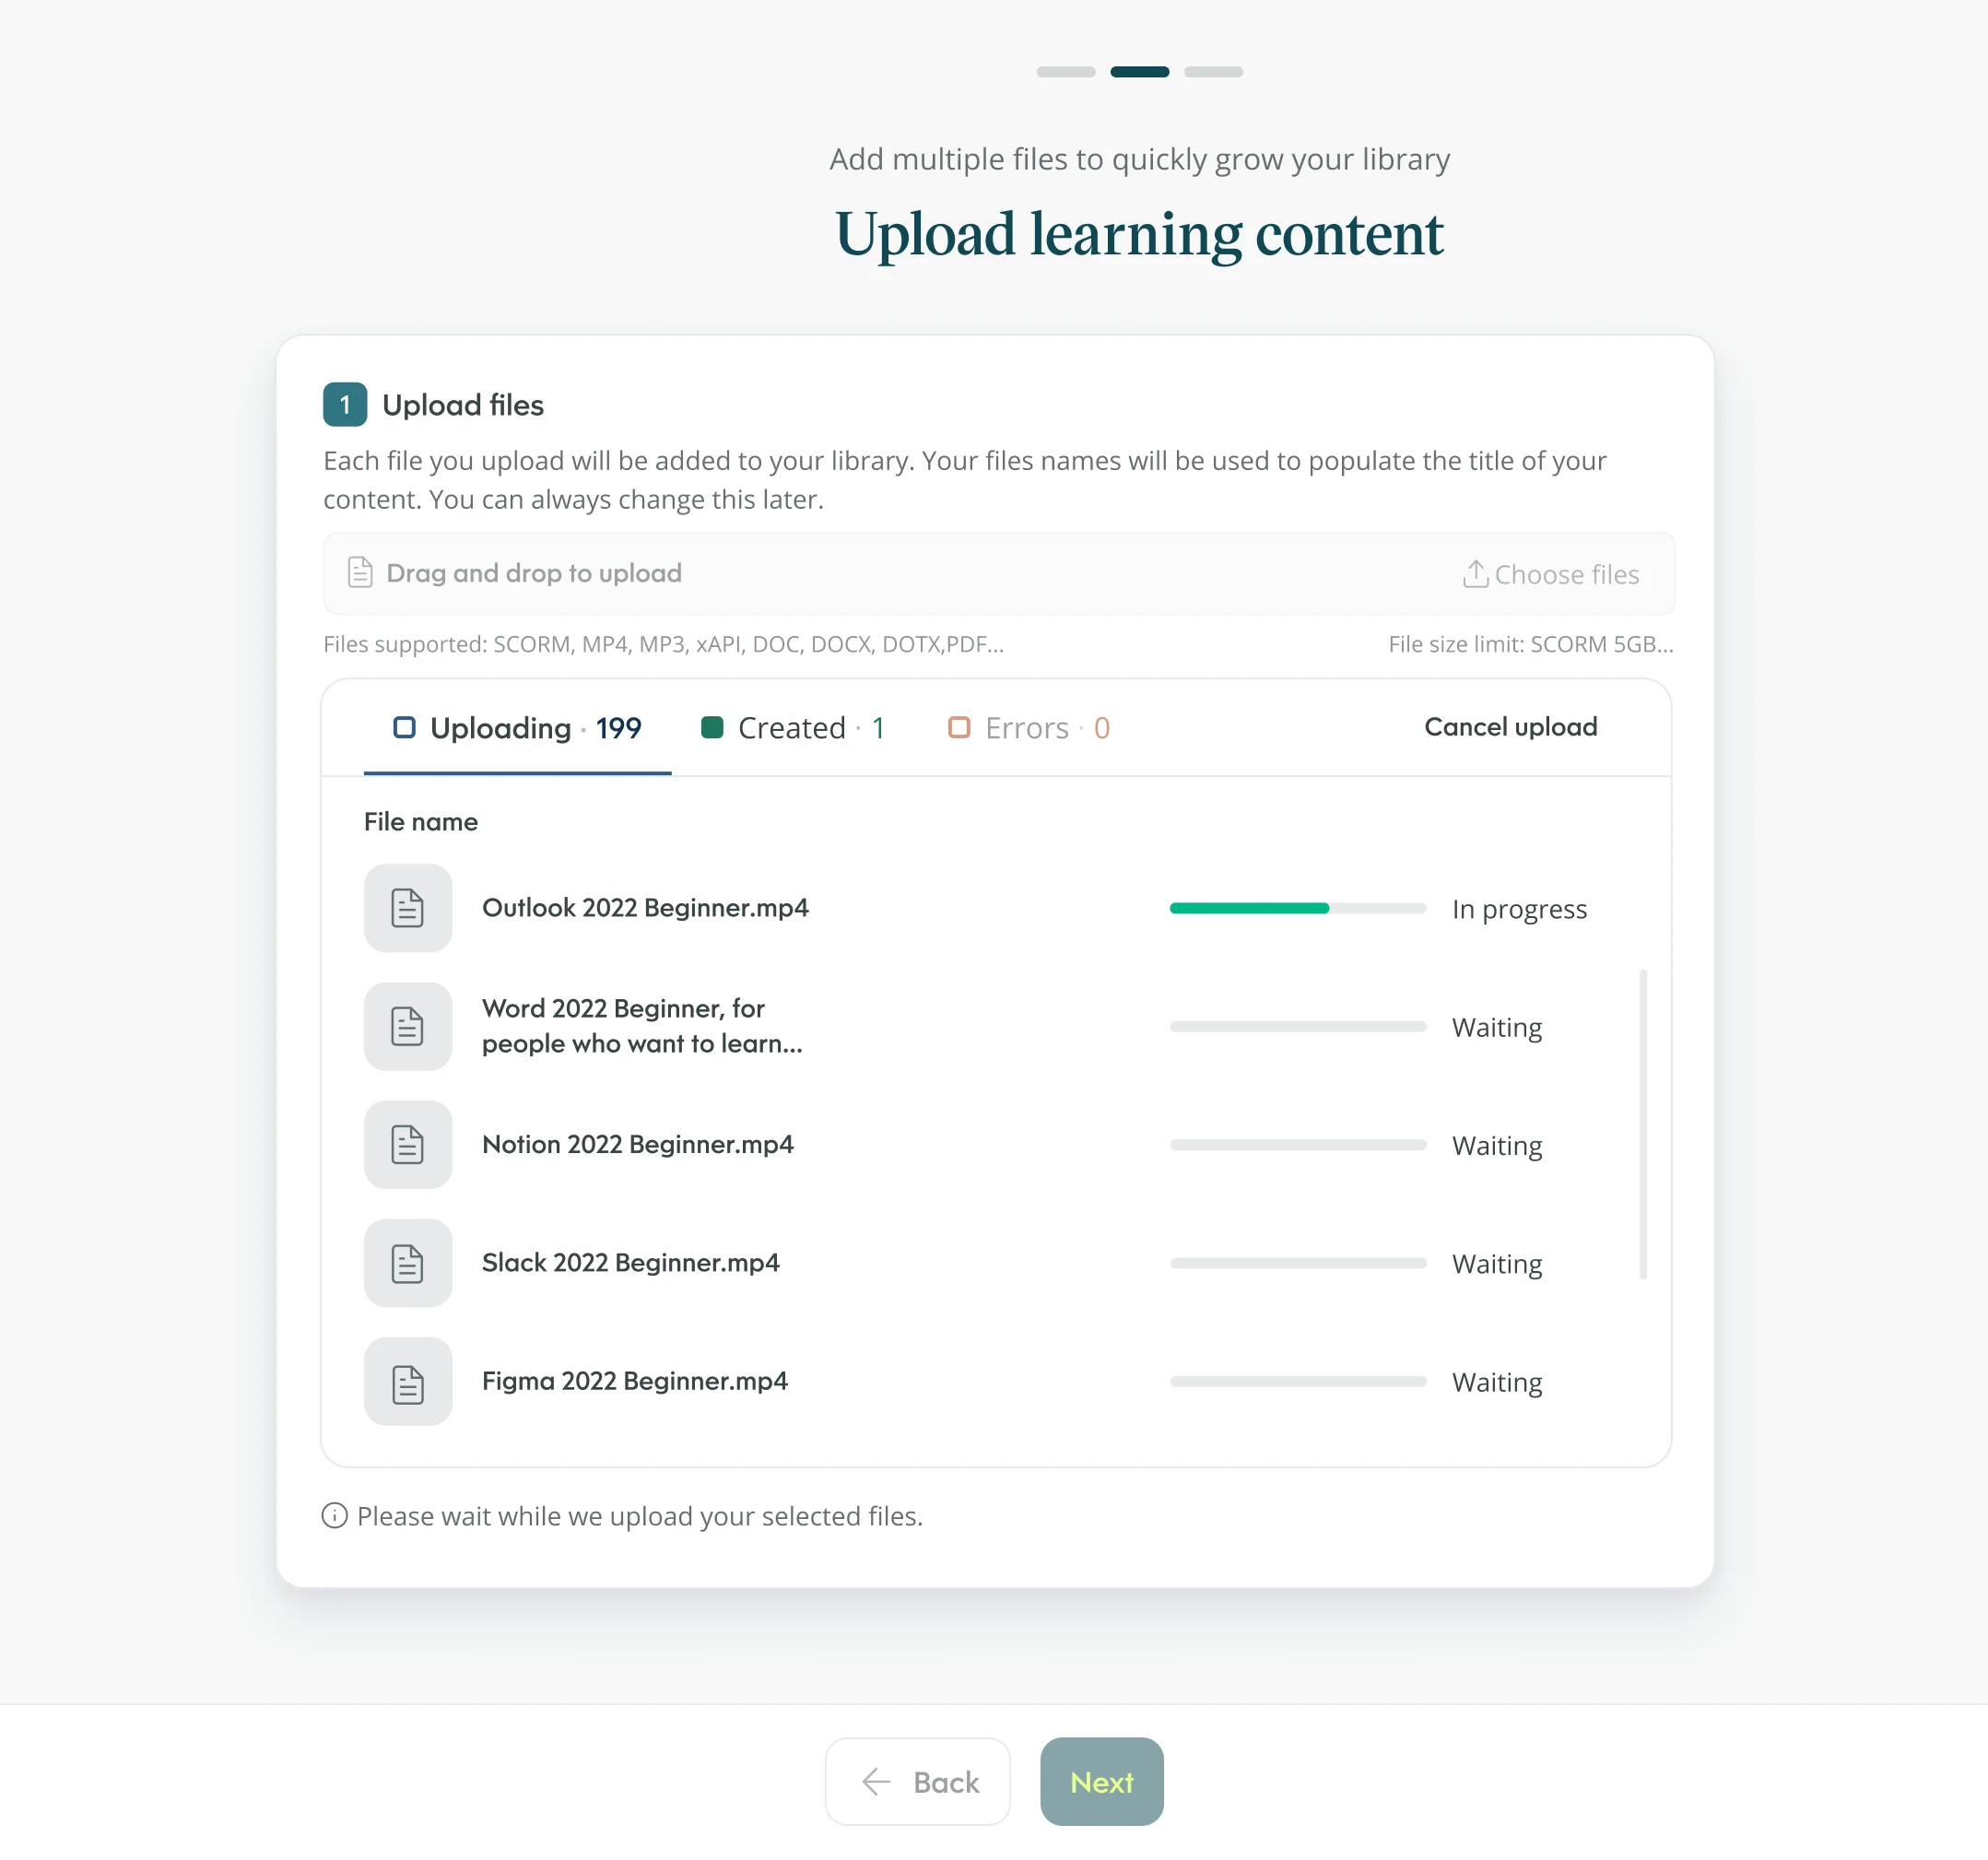 Add multiple files to quickly grow your library
Upload learning content
1 Upload files
Each file you upload will be added to your library. Your files names will be used to populate the title of your
content. You can always change this later.
Drag and drop to upload Choose files
Files supported: SCORM, MP4, MP3, xAPI, DOC, DOCX, DOTX,PDF... File size limit: SCORM 5GB...
Uploading · 199 Created · 1 Errors · 0 Cancel upload
File name
Outlook 2022 Beginner.mp4 In progress
Word 2022 Beginner, for
people who want to learn... Waiting
Notion 2022 Beginner.mp4 Waiting
Slack 2022 Beginner.mp4 Waiting
Figma 2022 Beginner.mp4 Waiting
Please wait while we upload your selected files.
Back Next